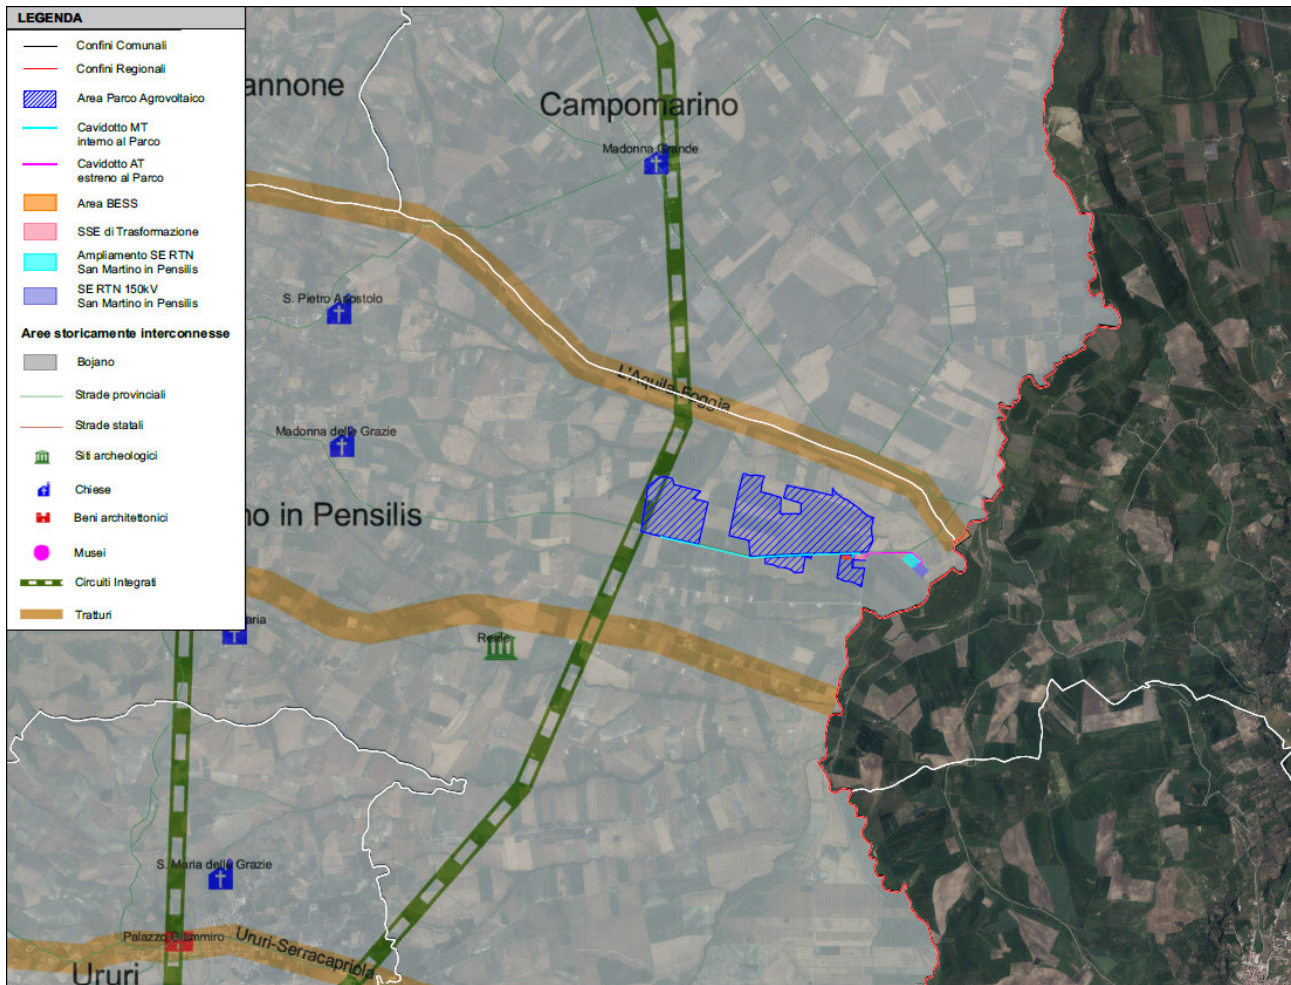 LEGENDA
Confini Comunali
Confini Regionali
Area Parco Agrovoltaico
Cavidotto MT
interno al Parco
Cavidotto AT
estreno al Parco
Area BESS
SSE di Trasformazione
Ampliamento SE RTN
San Martino in Pensilis
SE RTN 150kV
San Martino in Pensilis
Aree storicamente interconnesse
Bojano
Strade provinciali
Strade statali
Siti archeologici
Chiese
Beni architettonici
Musei
Circuiti Integrati
Tratturi
annone
Campomarino
Madonna Grande
S. Pietro Apostolo
L'Aquila-Foggia
Madonna delle Grazie
no in Pensilis
aria
Reale
S. Maria delle Grazie
Palazzo Giammiro
Ururi-Serracapriola
Ururi